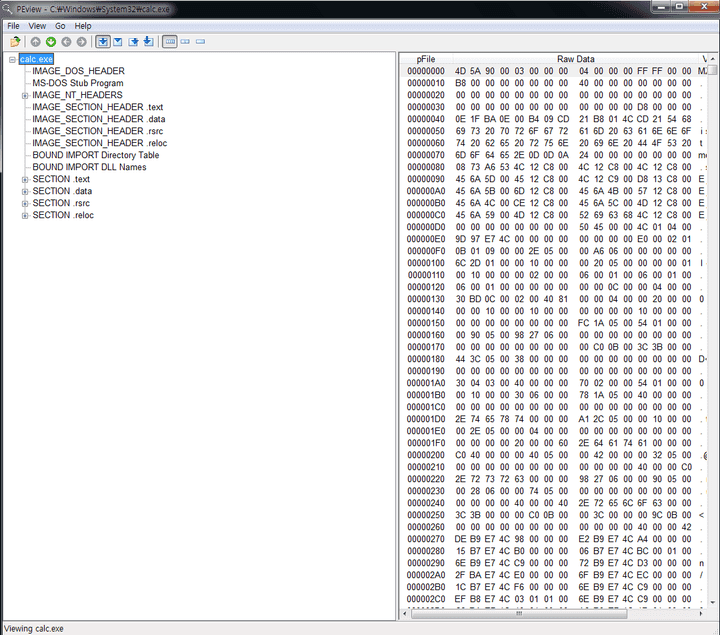 PEview - C:₩Windows₩System32₩calc.exe
File View Go Help
calc.exe
IMAGE_DOS_HEADER
MS-DOS Stub Program
IMAGE_NT_HEADERS
IMAGE_SECTION_HEADER .text
IMAGE_SECTION_HEADER .data
IMAGE_SECTION_HEADER .rsrc
IMAGE_SECTION_HEADER .reloc
BOUND IMPORT Directory Table
BOUND IMPORT DLL Names
SECTION .text
SECTION .data
SECTION .rsrc
SECTION .reloc
pFile Raw Data
00000000 4D 5A 90 00 03 00 00 00 04 00 00 00 FF FF 00 00
00000010 B8 00 00 00 00 00 00 00 40 00 00 00 00 00 00 00
00000020 00 00 00 00 00 00 00 00 00 00 00 00 00 00 00 00
00000030 00 00 00 00 00 00 00 00 00 00 00 00 D8 00 00 00
00000040 0E 1F BA 0E 00 B4 09 CD 21 B8 01 4C CD 21 54 68
00000050 69 73 20 70 72 6F 67 72 61 6D 20 63 61 6E 6E 6F
00000060 74 20 62 65 20 72 75 6E 20 69 6E 20 44 4F 53 20
00000070 6D 6F 64 65 2E 0D 0D 0A 24 00 00 00 00 00 00 00
00000080 08 73 A6 53 4C 12 C8 00 4C 12 C8 00 4C 12 C8 00
00000090 45 6A 5D 00 45 12 C8 00 4C 12 C9 00 D8 13 C8 00
000000A0 45 6A 5B 00 6D 12 C8 00 45 6A 4B 00 57 12 C8 00
000000B0 45 6A 4C 00 CE 12 C8 00 45 6A 5C 00 4D 12 C8 00
000000C0 45 6A 59 00 4D 12 C8 00 52 69 63 68 4C 12 C8 00
000000D0 00 00 00 00 00 00 00 00 50 45 00 00 4C 01 04 00
000000E0 9D 97 E7 4C 00 00 00 00 00 00 00 00 E0 00 02 01
000000F0 0B 01 09 00 00 2E 05 00 00 A6 06 00 00 00 00 00
00000100 6C 2D 01 00 00 10 00 00 00 20 05 00 00 00 00 01
00000110 00 10 00 00 00 02 00 00 06 00 01 00 06 00 01 00
00000120 06 00 01 00 00 00 00 00 00 00 0C 00 00 04 00 00
00000130 30 BD 0C 00 02 00 40 81 00 00 04 00 00 20 00 00
00000140 00 00 10 00 00 10 00 00 00 00 00 00 10 00 00 00
00000150 00 00 00 00 00 00 00 00 FC 1A 05 00 54 01 00 00
00000160 00 90 05 00 98 27 06 00 00 00 00 00 00 00 00 00
00000170 00 00 00 00 00 00 00 00 00 C0 0B 00 3C 3B 00 00
00000180 44 3C 05 00 38 00 00 00 00 00 00 00 00 00 00 00
00000190 00 00 00 00 00 00 00 00 00 00 00 00 00 00 00 00
000001A0 30 04 03 00 40 00 00 00 70 02 00 00 54 01 00 00
000001B0 00 10 00 00 30 06 00 00 78 1A 05 00 40 00 00 00
000001C0 00 00 00 00 00 00 00 00 00 00 00 00 00 00 00 00
000001D0 2E 74 65 78 74 00 00 00 A1 2C 05 00 00 10 00 00
000001E0 00 2E 05 00 00 04 00 00 00 00 00 00 00 00 00 00
000001F0 00 00 00 00 20 00 00 60 2E 64 61 74 61 00 00 00
00000200 C0 40 00 00 00 40 05 00 00 42 00 00 00 32 05 00
00000210 00 00 00 00 00 00 00 00 00 00 00 00 40 00 00 C0
00000220 2E 72 73 72 63 00 00 00 98 27 06 00 00 90 05 00
00000230 00 28 06 00 00 74 05 00 00 00 00 00 00 00 00 00
00000240 00 00 00 00 40 00 00 40 2E 72 65 6C 6F 63 00 00
00000250 3C 3B 00 00 00 C0 0B 00 00 3C 00 00 00 9C 0B 00
00000260 00 00 00 00 00 00 00 00 00 00 00 00 40 00 00 42
00000270 DE B9 E7 4C 98 00 00 00 E2 B9 E7 4C A4 00 00 00
00000280 15 B7 E7 4C B0 00 00 00 06 B7 E7 4C BC 00 01 00
00000290 6E B9 E7 4C C9 00 00 00 72 B9 E7 4C D3 00 00 00
000002A0 2F BA E7 4C E0 00 00 00 6F B9 E7 4C EC 00 00 00
000002B0 1C B7 E7 4C F6 00 00 00 6E B9 E7 4C C9 00 00 00
000002C0 EF B8 E7 4C 03 01 01 00 6E B9 E7 4C C9 00 00 00
Viewing calc.exe